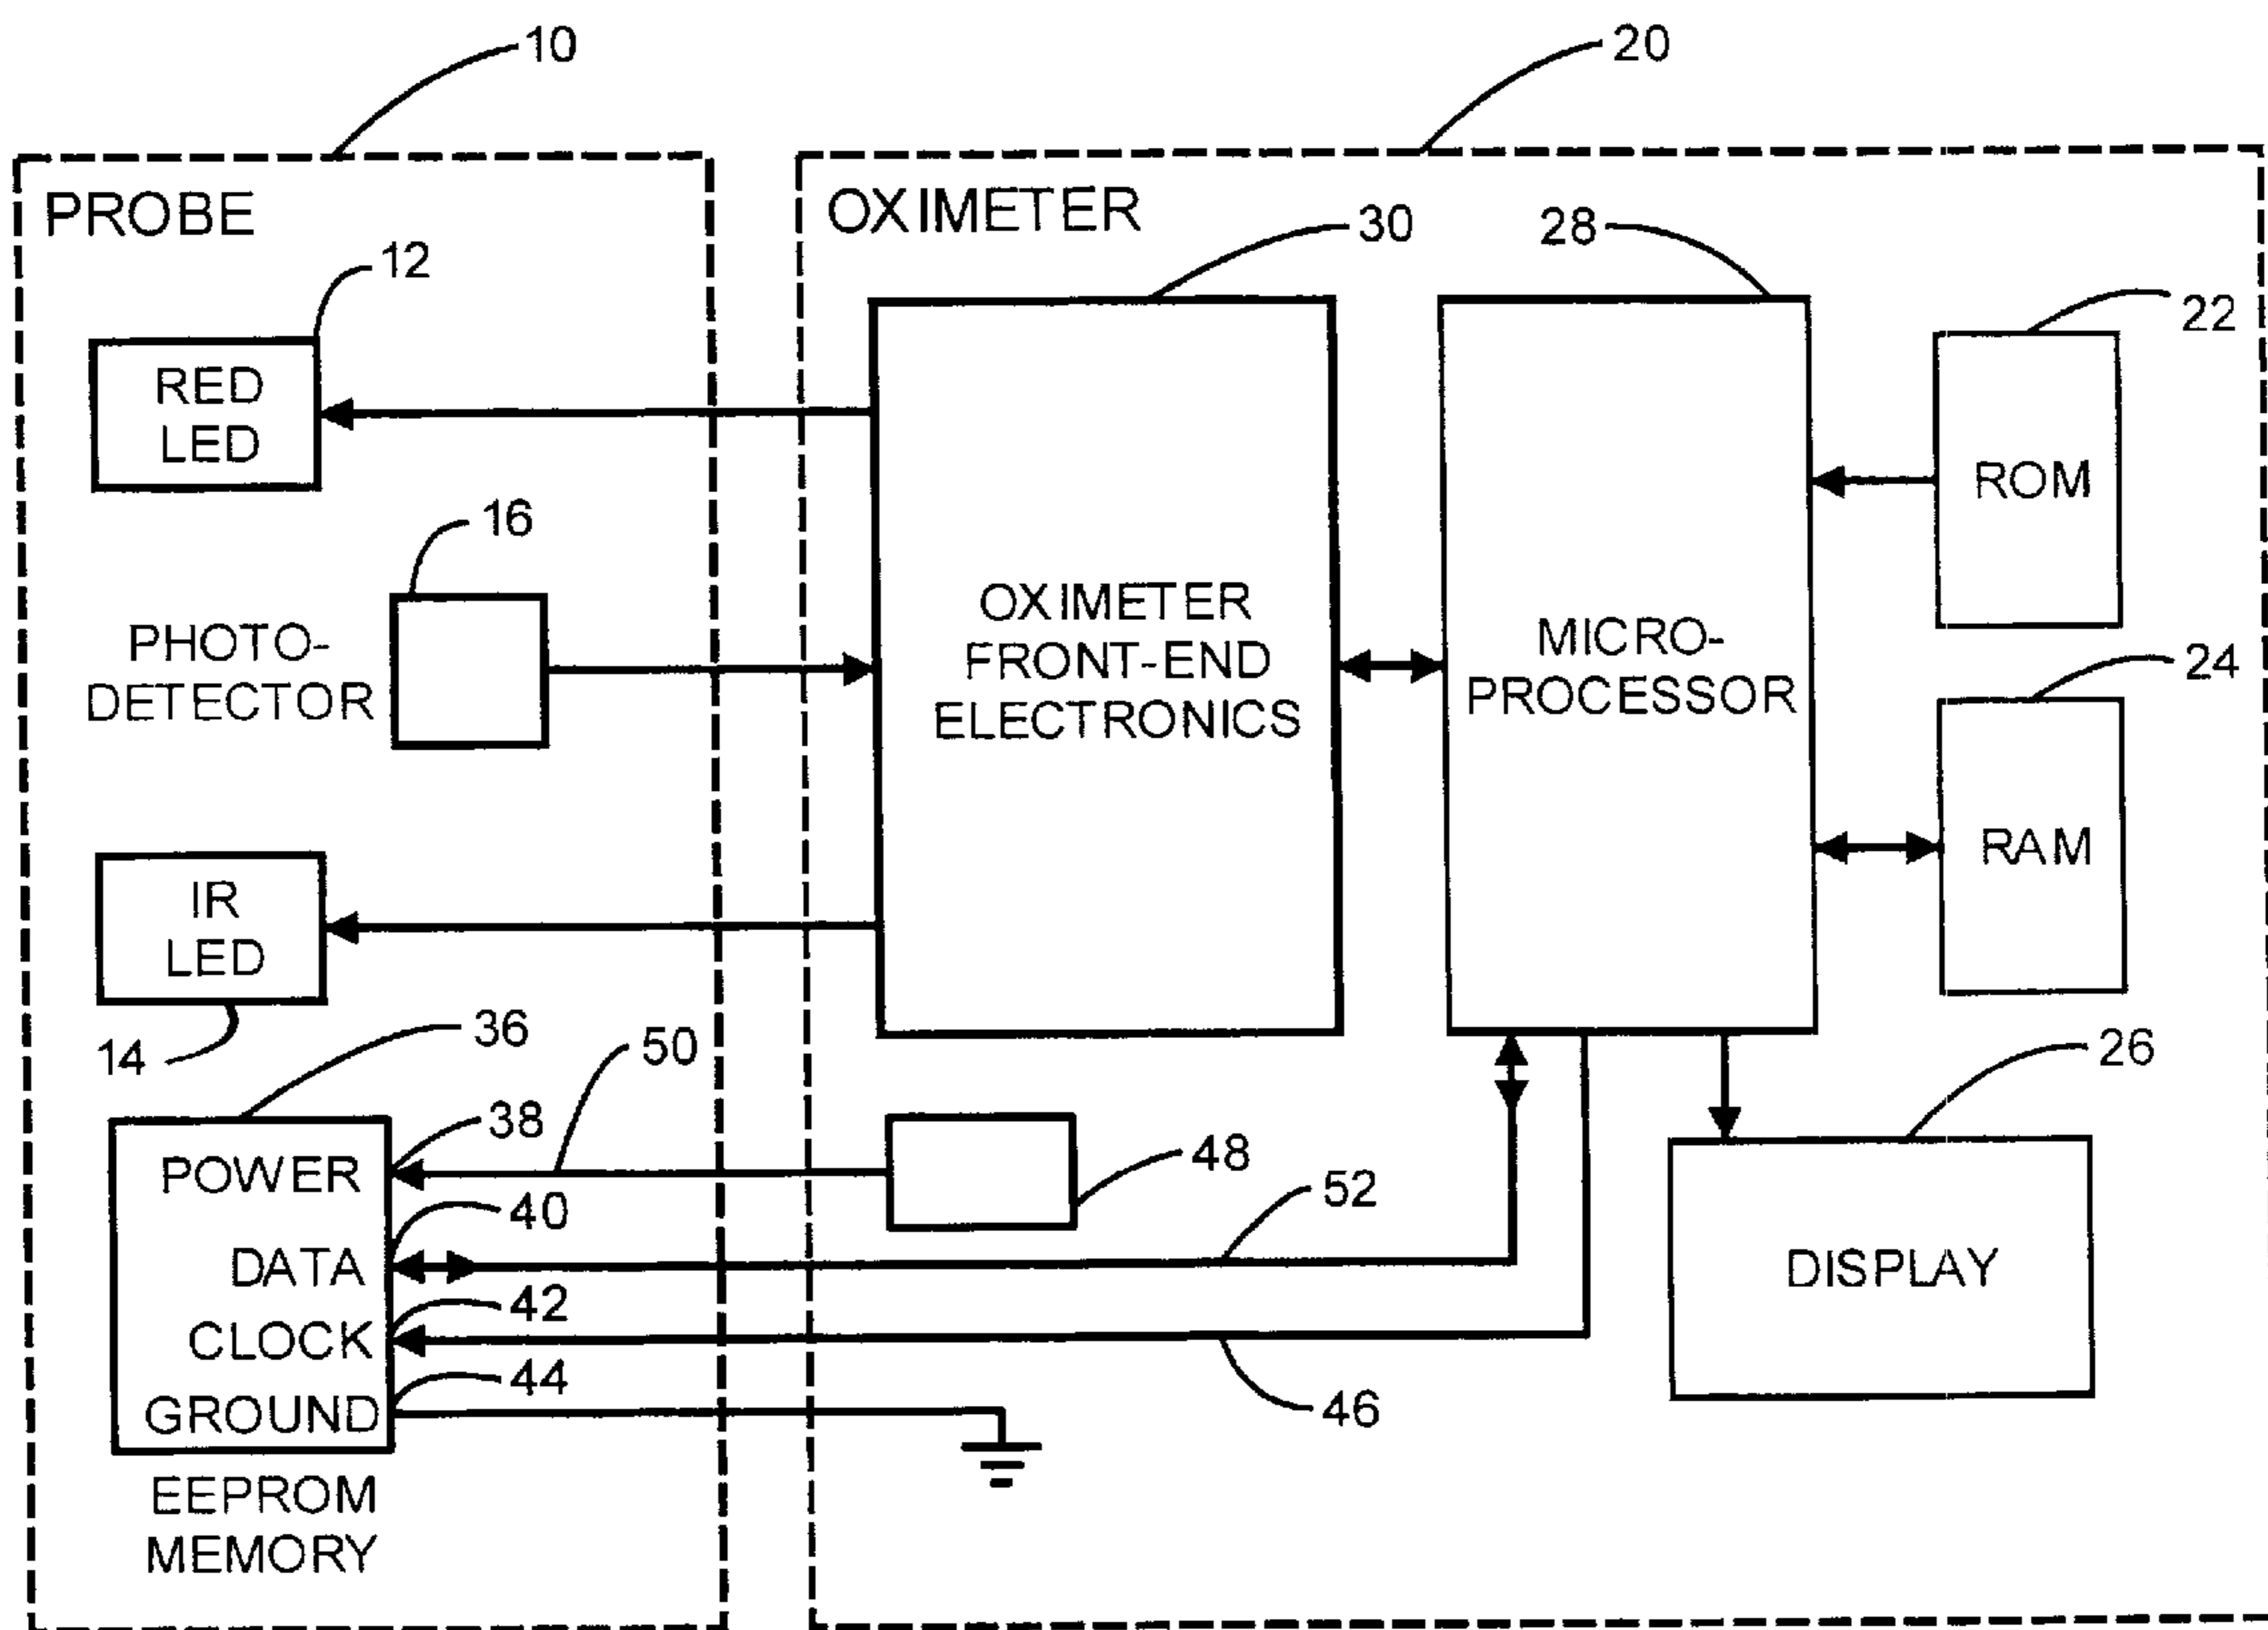 10
20
PROBE
OXIMETER
12
30
28
22
RED
LED
ROM
16
PHOTO-
DETECTOR
OXIMETER
FRONT-END
ELECTRONICS
MICRO-
PROCESSOR
24
RAM
IR
LED
14
36
50
26
38
POWER
48
40
52
DATA
DISPLAY
42
CLOCK
44
46
GROUND
EEPROM
MEMORY